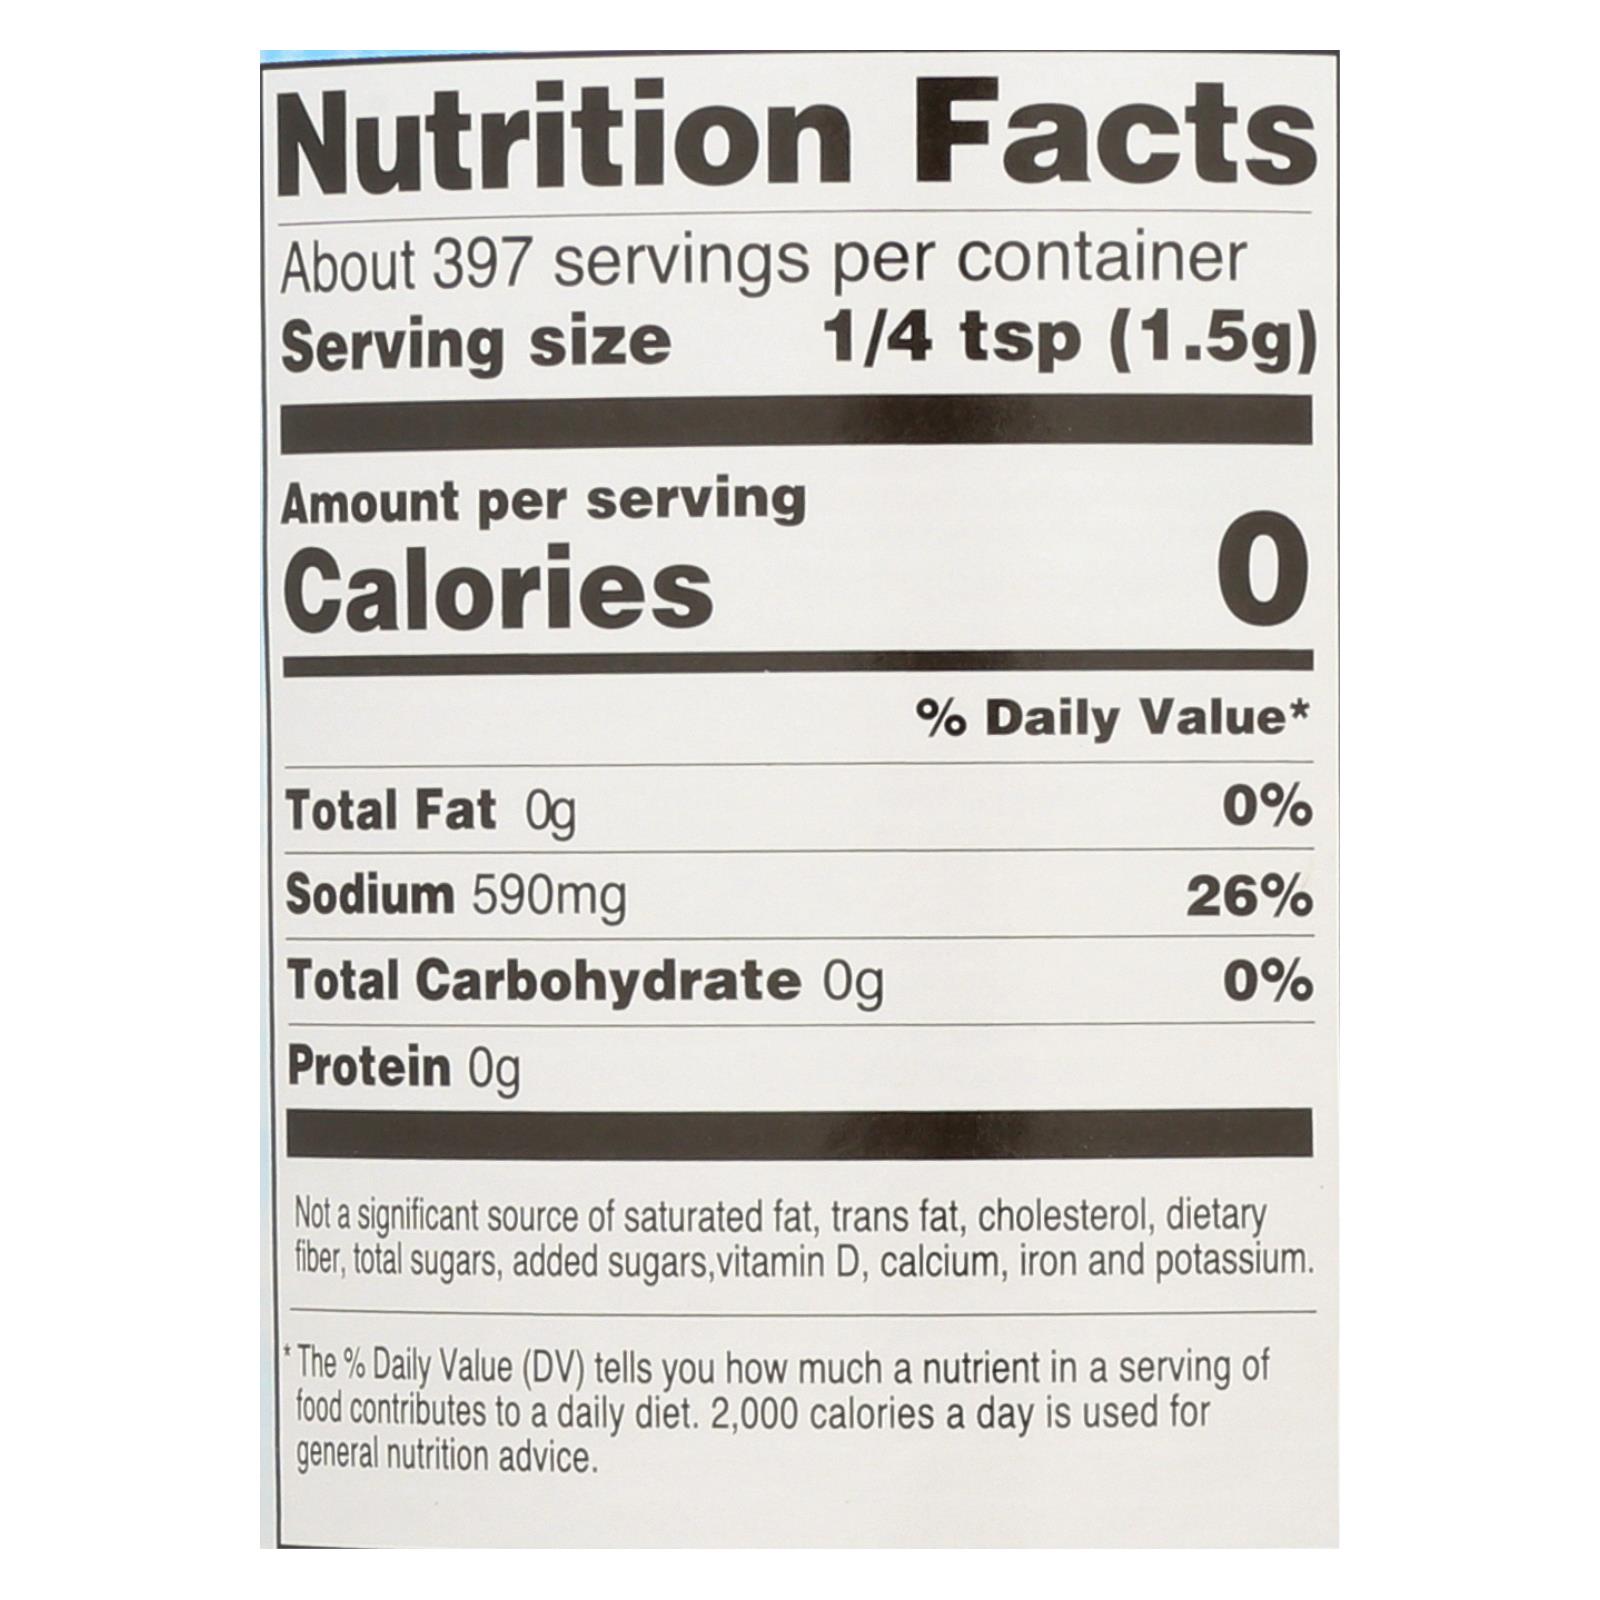 Nutrition Facts
About 397 servings per container
Serving size 1/4 tsp (1.5g)
Amount per serving
Calories 0
% Daily Value*
Total Fat 0g 0%
Sodium 590mg 26%
Total Carbohydrate 0g 0%
Protein 0g
Not a significant source of saturated fat, trans fat, cholesterol, dietary
fiber, total sugars, added sugars,vitamin D, calcium, iron and potassium.
* The % Daily Value (DV) tells you how much a nutrient in a serving of
food contributes to a daily diet. 2,000 calories a day is used for
general nutrition advice.